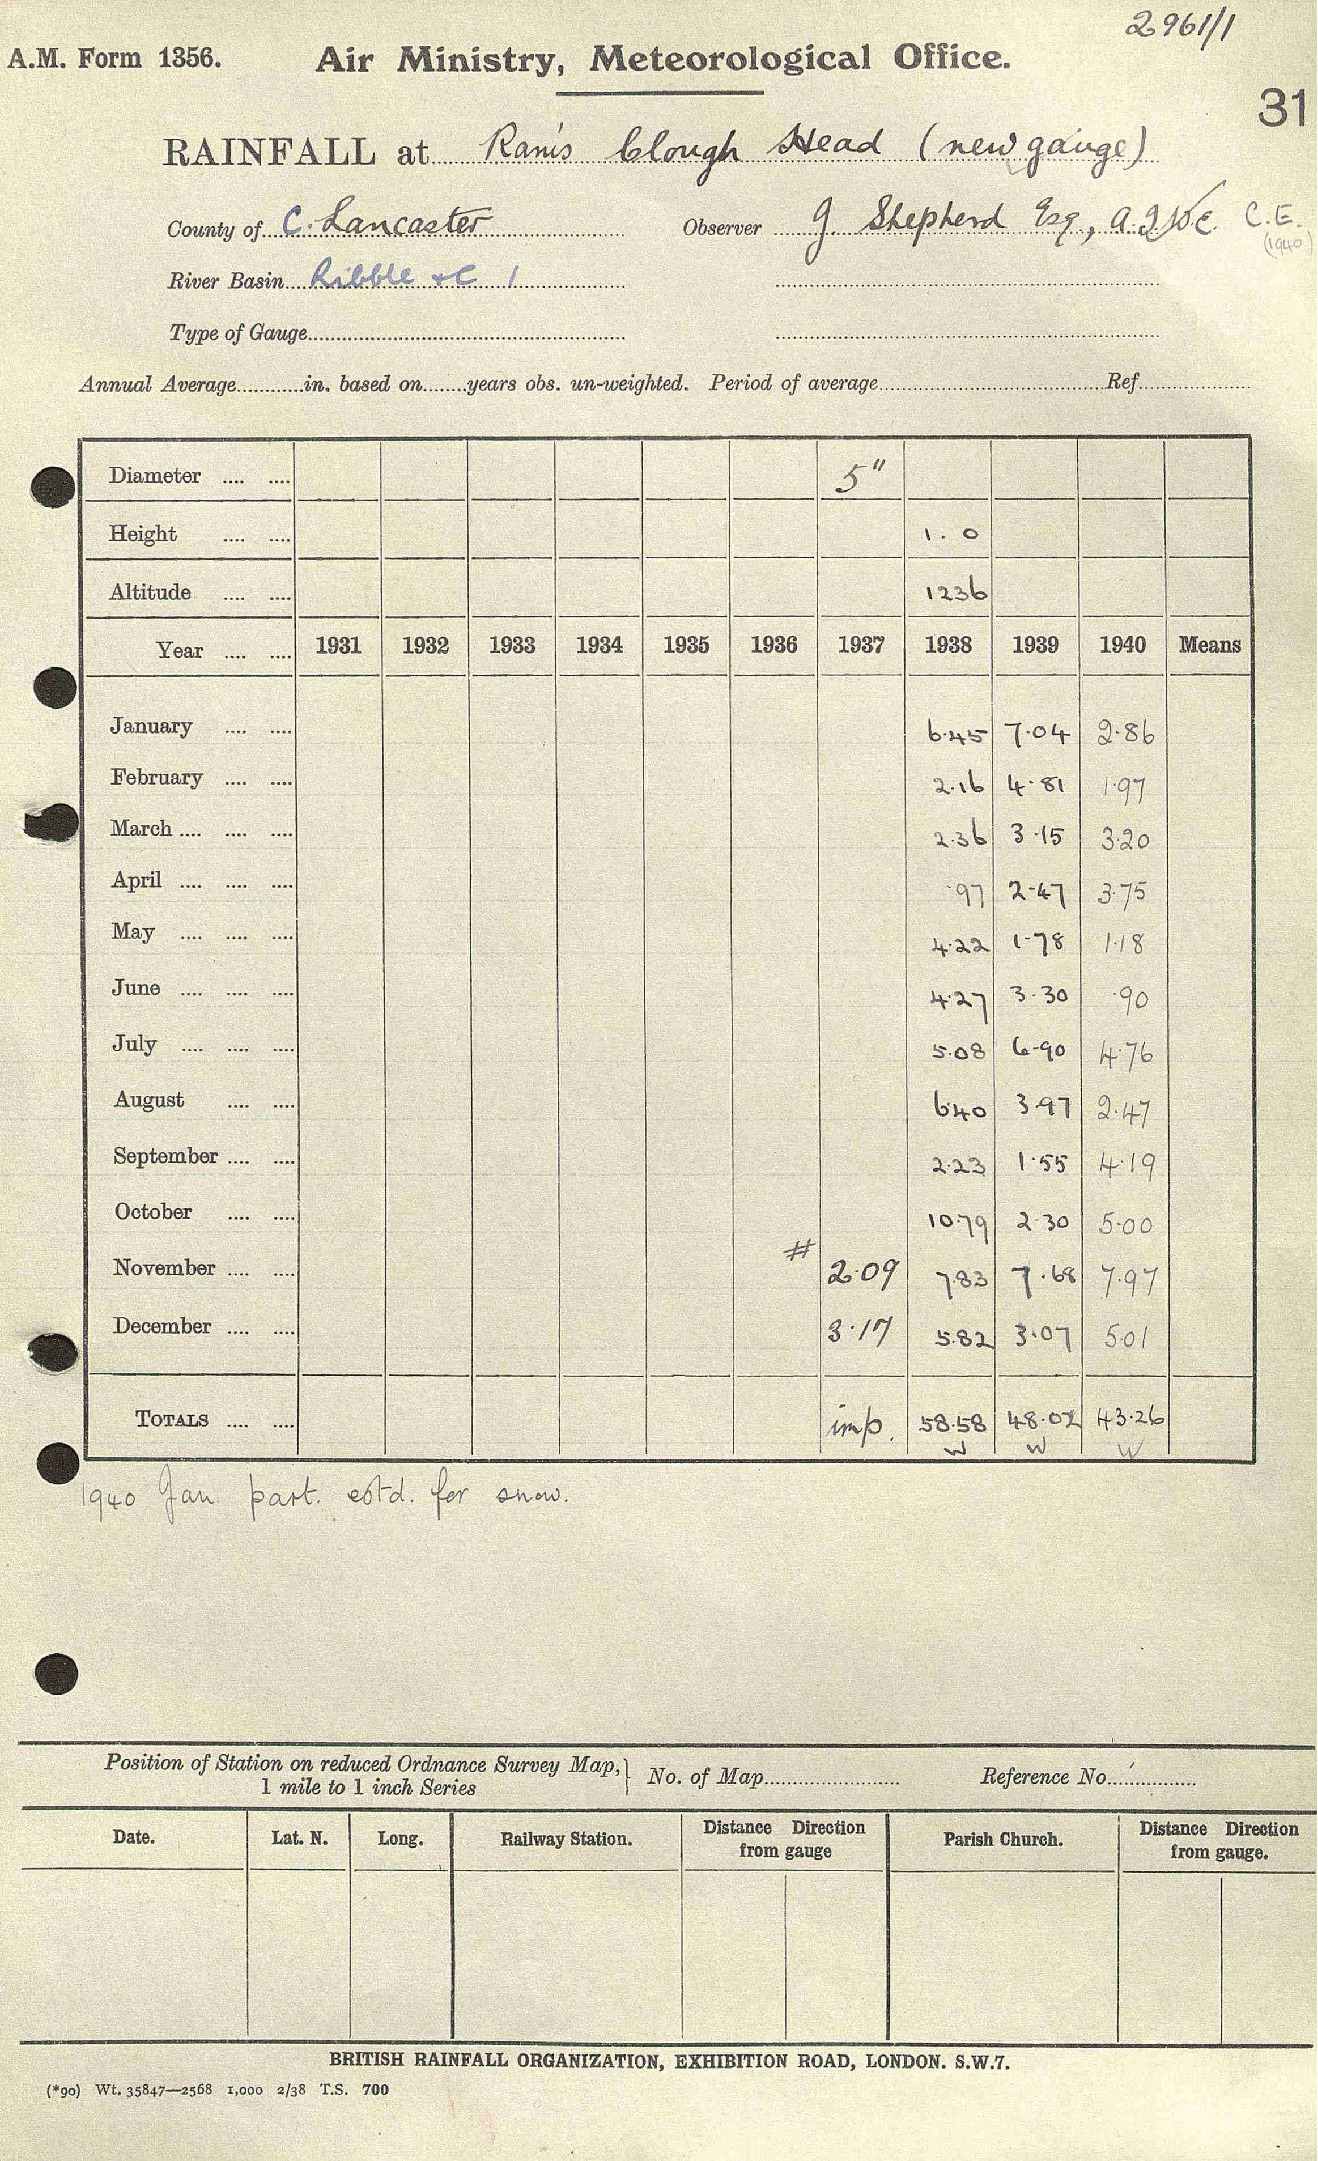 2961/1
A.M. Form 1356. Air Ministry, Meteorological Office.
31
RAINFALL at Ram's Clough Head (new gauge)
County of C. Lancaster Observer J. Shepherd Esq., C.E.
(1940)
River Basin Ribble &c 1
Type of Gauge
Annual Average in. based on years obs. un-weighted. Period of average Ref.
Diameter .... .... 5"
Height .... .... 1.0
Altitude .... .... 1236
Year .... .... 1931 1932 1933 1934 1935 1936 1937 1938 1939 1940 Means
January .... .... 6.45 7.04 2.86
February .... .... 2.16 4.81 1.97
March .... .... .... 2.36 3.15 3.20
April .... .... .... .97 2.47 3.75
May .... .... .... 4.22 1.78 1.18
June .... .... .... 4.27 3.30 .90
July .... .... .... 5.08 6.90 4.76
August .... .... 6.40 3.97 2.47
September .... .... 2.23 1.55 4.19
October .... .... 10.79 2.30 5.00
November .... .... # 2.09 7.83 7.68 7.97
December .... .... 3.17 5.82 3.07 5.01
TOTALS .... .... imp. 58.58 48.02 43.26
W W W
1940 Jan. part. estd. for snow.
Position of Station on reduced Ordnance Survey Map, } No. of Map Reference No.
1 mile to 1 inch Series
Date. Lat. N. Long. Railway Station. Distance Direction from gauge Parish Church. Distance Direction from gauge.
BRITISH RAINFALL ORGANIZATION, EXHIBITION ROAD, LONDON. S.W.7.
(*90) Wt. 35847—2568 1,000 2/38 T.S. 700